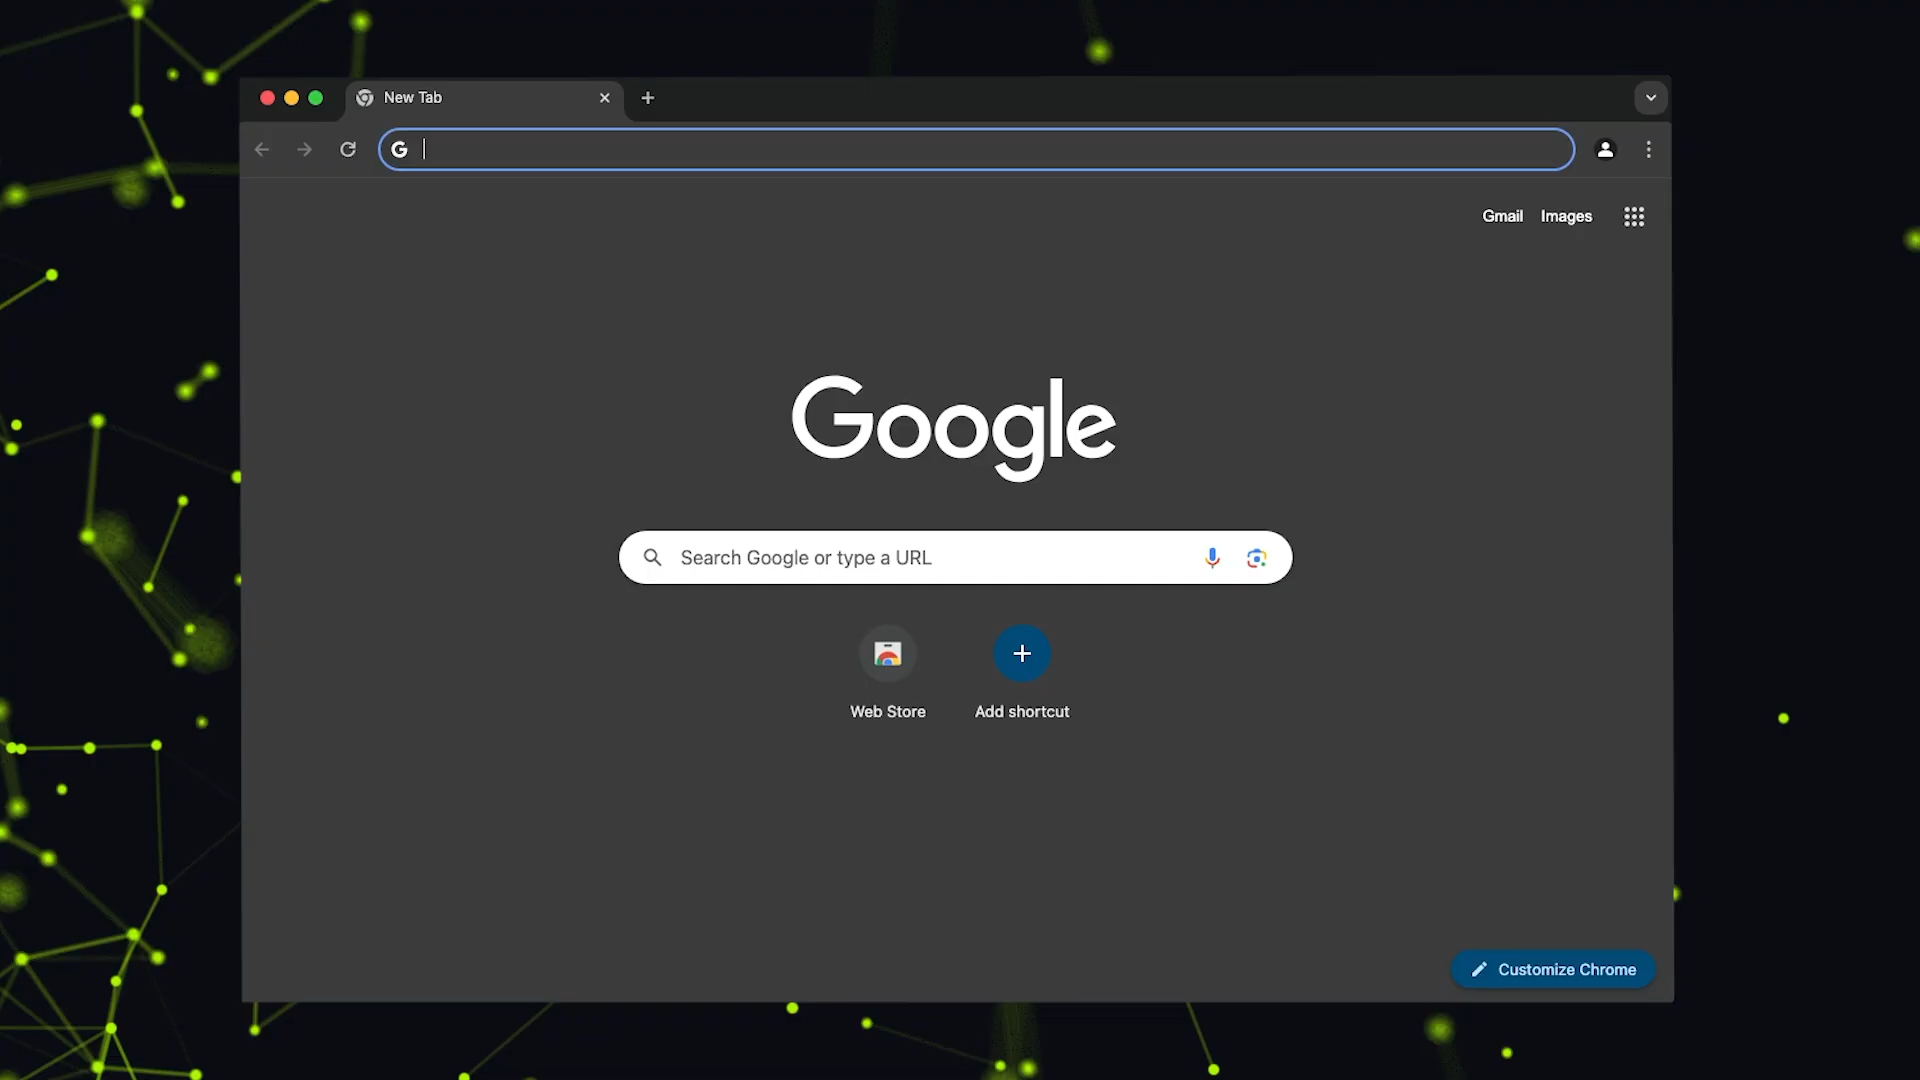 New Tab
Gmail Images
Google
Search Google or type a URL
Web Store Add shortcut
Customize Chrome